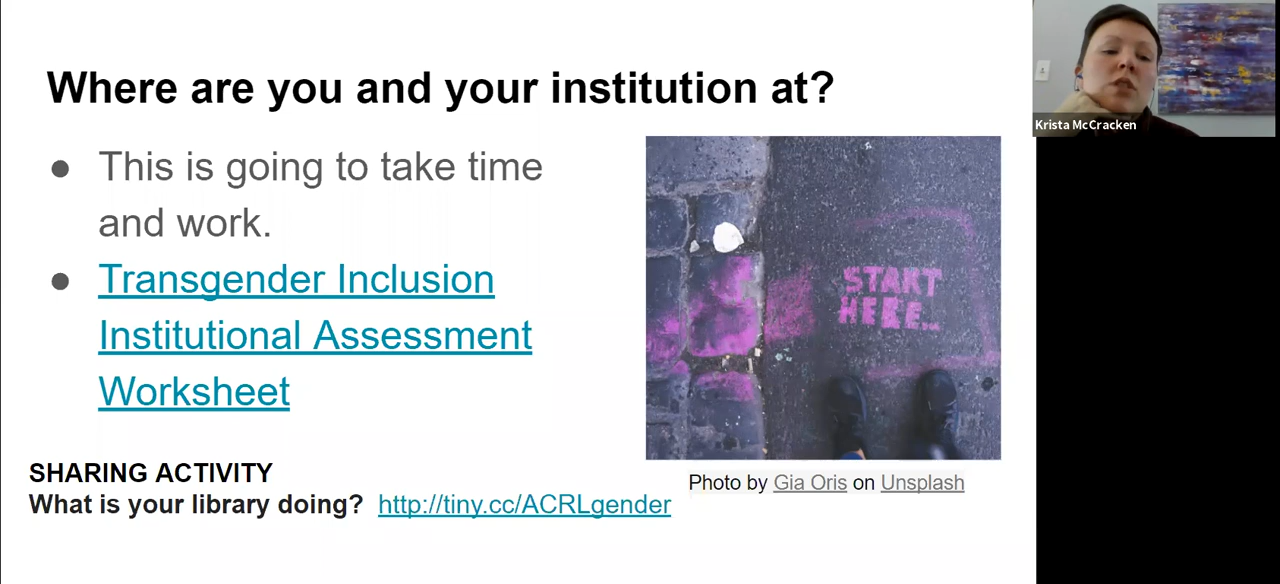 Where are you and your institution at?
● This is going to take time
and work.
● Transgender Inclusion
Institutional Assessment
Worksheet
START
HERE...
Photo by Gia Oris on Unsplash
SHARING ACTIVITY
What is your library doing? http://tiny.cc/ACRLgender
Krista McCracken